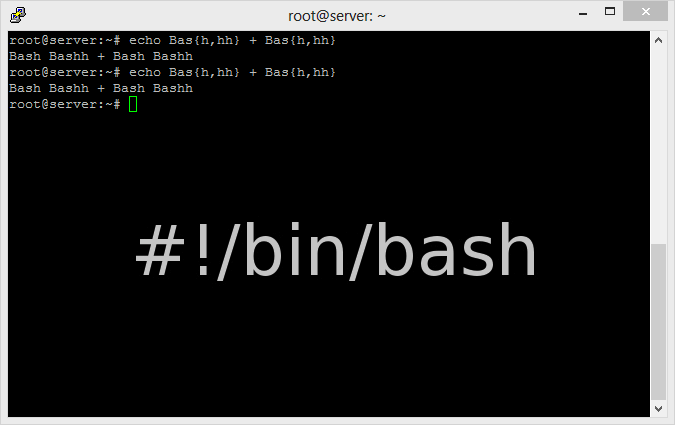 root@server: ~
root@server:~# echo Bas{h,hh} + Bas{h,hh}
Bash Bashh + Bash Bashh
root@server:~# echo Bas{h,hh} + Bas{h,hh}
Bash Bashh + Bash Bashh
root@server:~#
#!/bin/bash